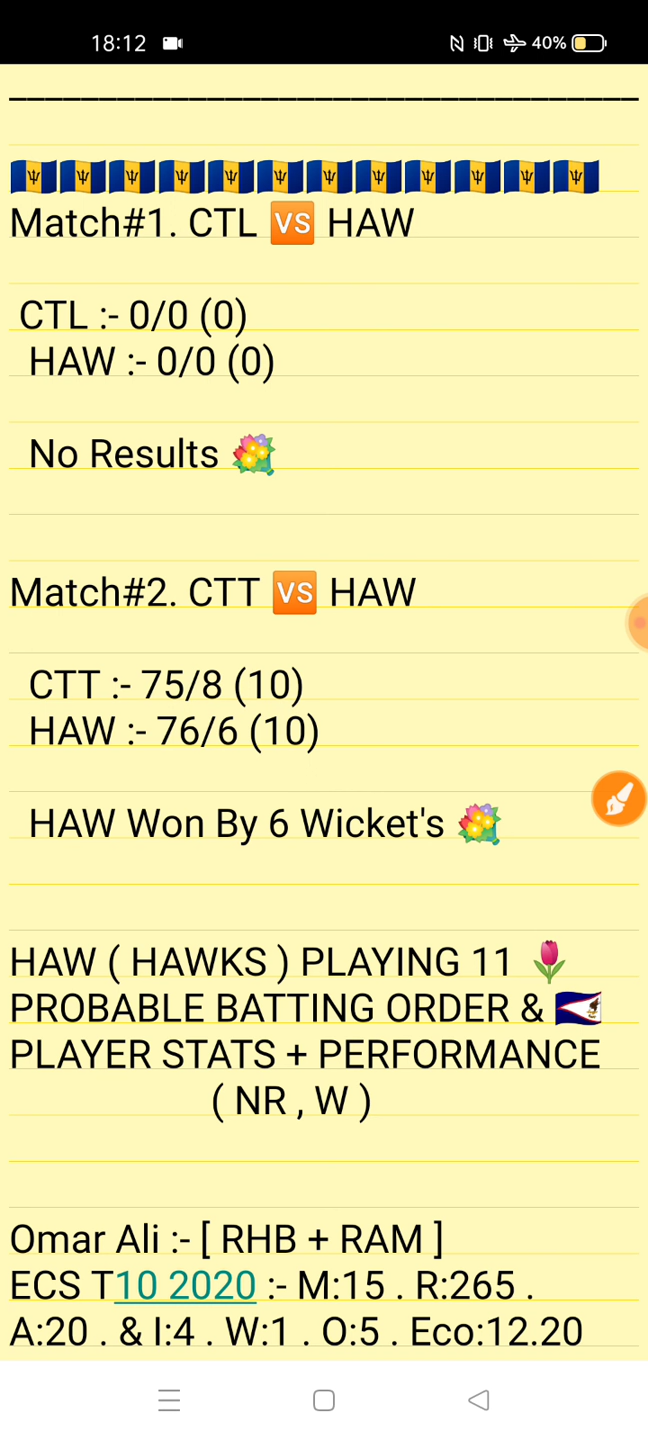 18:12 40%
🇧🇧🇧🇧🇧🇧🇧🇧🇧🇧🇧🇧🇧🇧🇧🇧🇧🇧🇧🇧🇧🇧🇧🇧
Match#1. CTL 🆚 HAW
CTL :- 0/0 (0)
HAW :- 0/0 (0)
No Results 💐
Match#2. CTT 🆚 HAW
CTT :- 75/8 (10)
HAW :- 76/6 (10)
HAW Won By 6 Wicket's 💐
HAW ( HAWKS ) PLAYING 11 🌷
PROBABLE BATTING ORDER & 🇦🇸
PLAYER STATS + PERFORMANCE
( NR , W )
Omar Ali :- [ RHB + RAM ]
ECS T10 2020 :- M:15 . R:265 .
A:20 . & I:4 . W:1 . O:5 . Eco:12.20